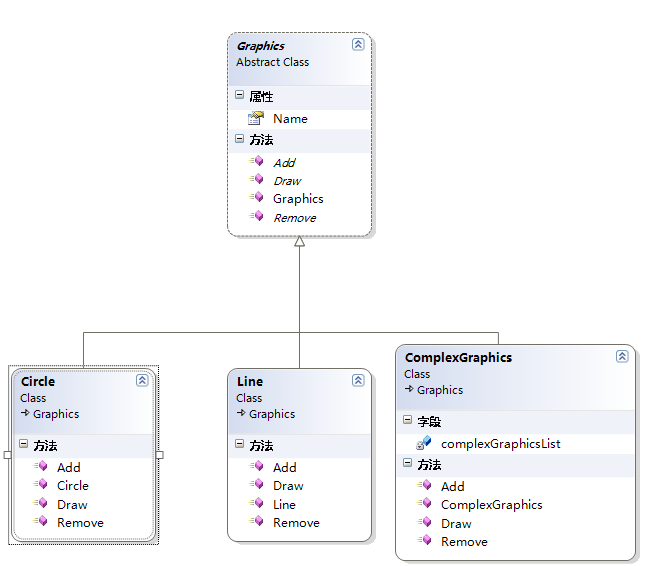 Graphics
Abstract Class
属性
Name
方法
Add
Draw
Graphics
Remove
Circle
Class
Graphics
方法
Add
Circle
Draw
Remove
Line
Class
Graphics
方法
Add
Draw
Line
Remove
ComplexGraphics
Class
Graphics
字段
complexGraphicsList
方法
Add
ComplexGraphics
Draw
Remove